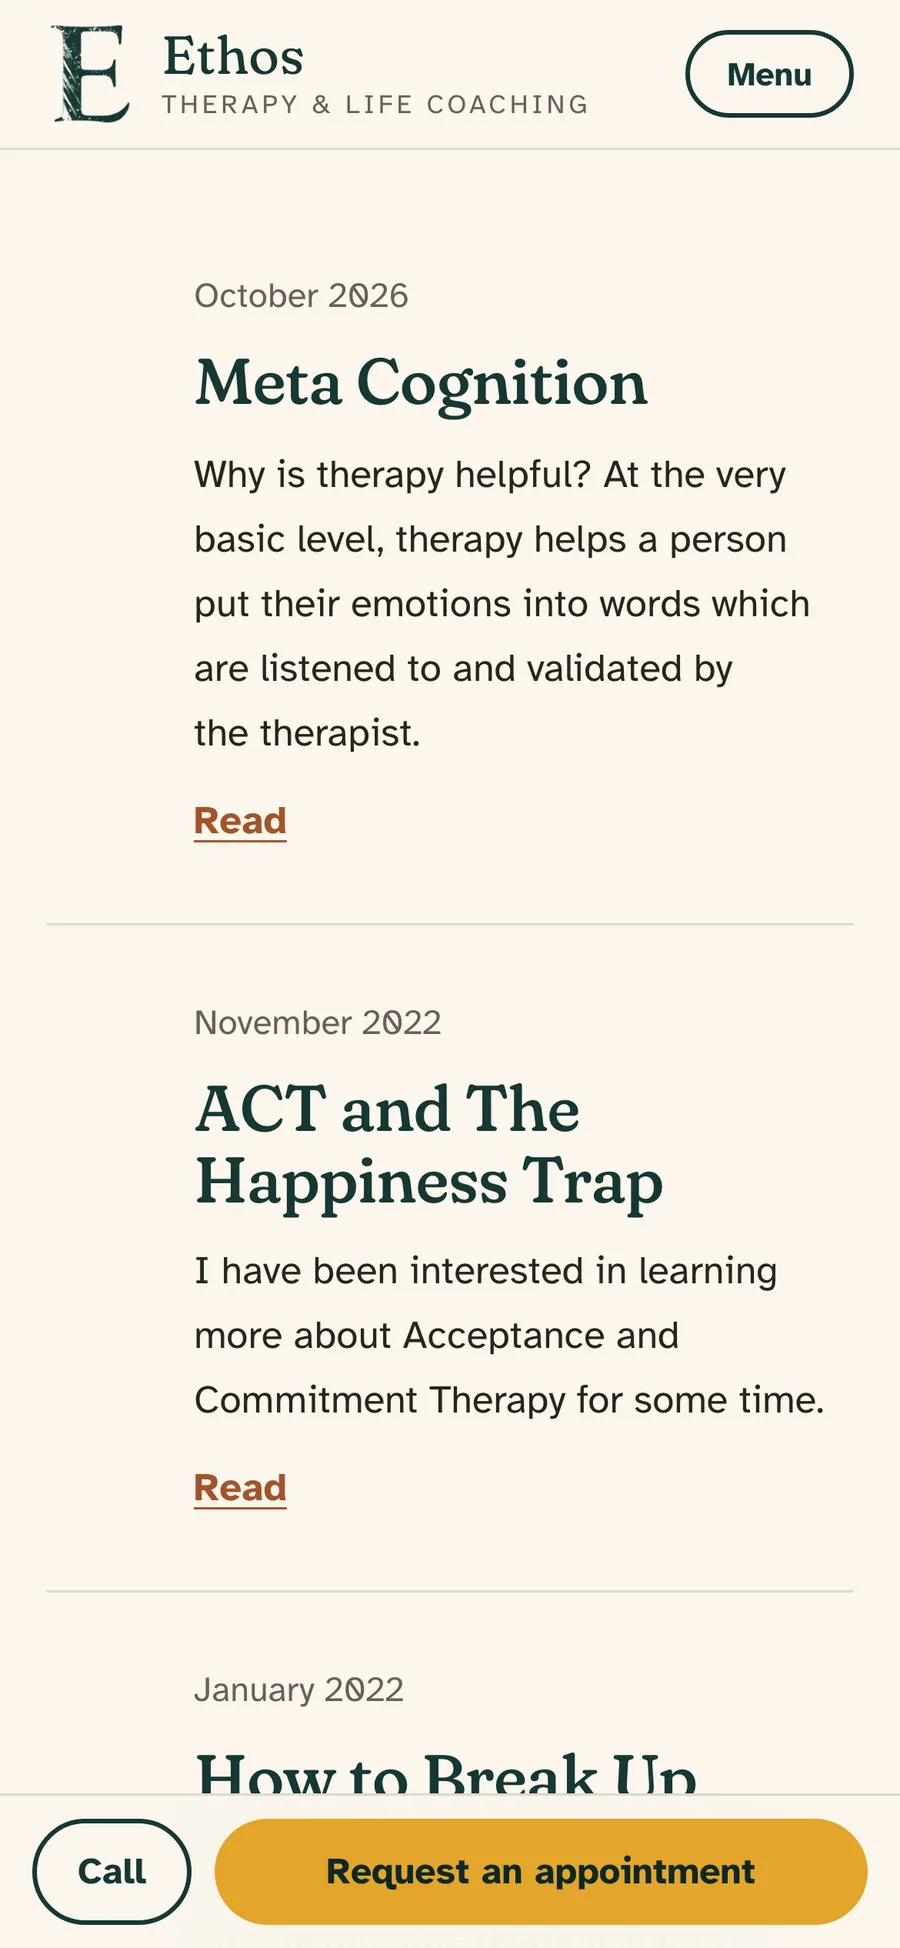 E
Ethos
THERAPY & LIFE COACHING
Menu
October 2026
Meta Cognition
Why is therapy helpful? At the very
basic level, therapy helps a person
put their emotions into words which
are listened to and validated by
the therapist.
Read
November 2022
ACT and The
Happiness Trap
I have been interested in learning
more about Acceptance and
Commitment Therapy for some time.
Read
January 2022
How to Break Up
Call
Request an appointment